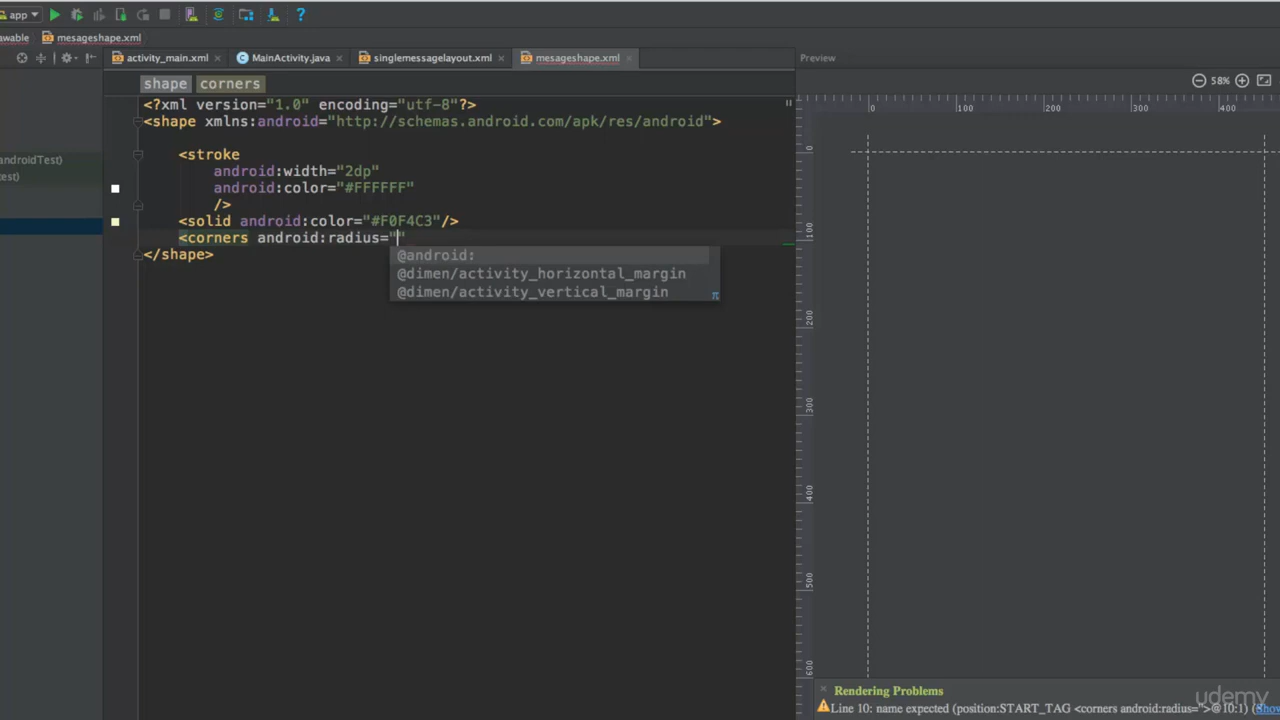 app
awable mesageshape.xml
activity_main.xml MainActivity.java singlemessagelayout.xml mesageshape.xml Preview
shape corners 58%
0 100 200 300 400
<?xml version="1.0" encoding="utf-8"?>
<shape xmlns:android="http://schemas.android.com/apk/res/android">
<stroke
android:width="2dp"
android:color="#FFFFFF"
/>
<solid android:color="#F0F4C3"/>
<corners android:radius=""
</shape>
@android:
@dimen/activity_horizontal_margin
@dimen/activity_vertical_margin
π
androidTest)
test)
0
100
200
300
400
500
600
Rendering Problems
Line 10: name expected (position:START_TAG <corners android:radius=''>@10:1) (Show
udemy